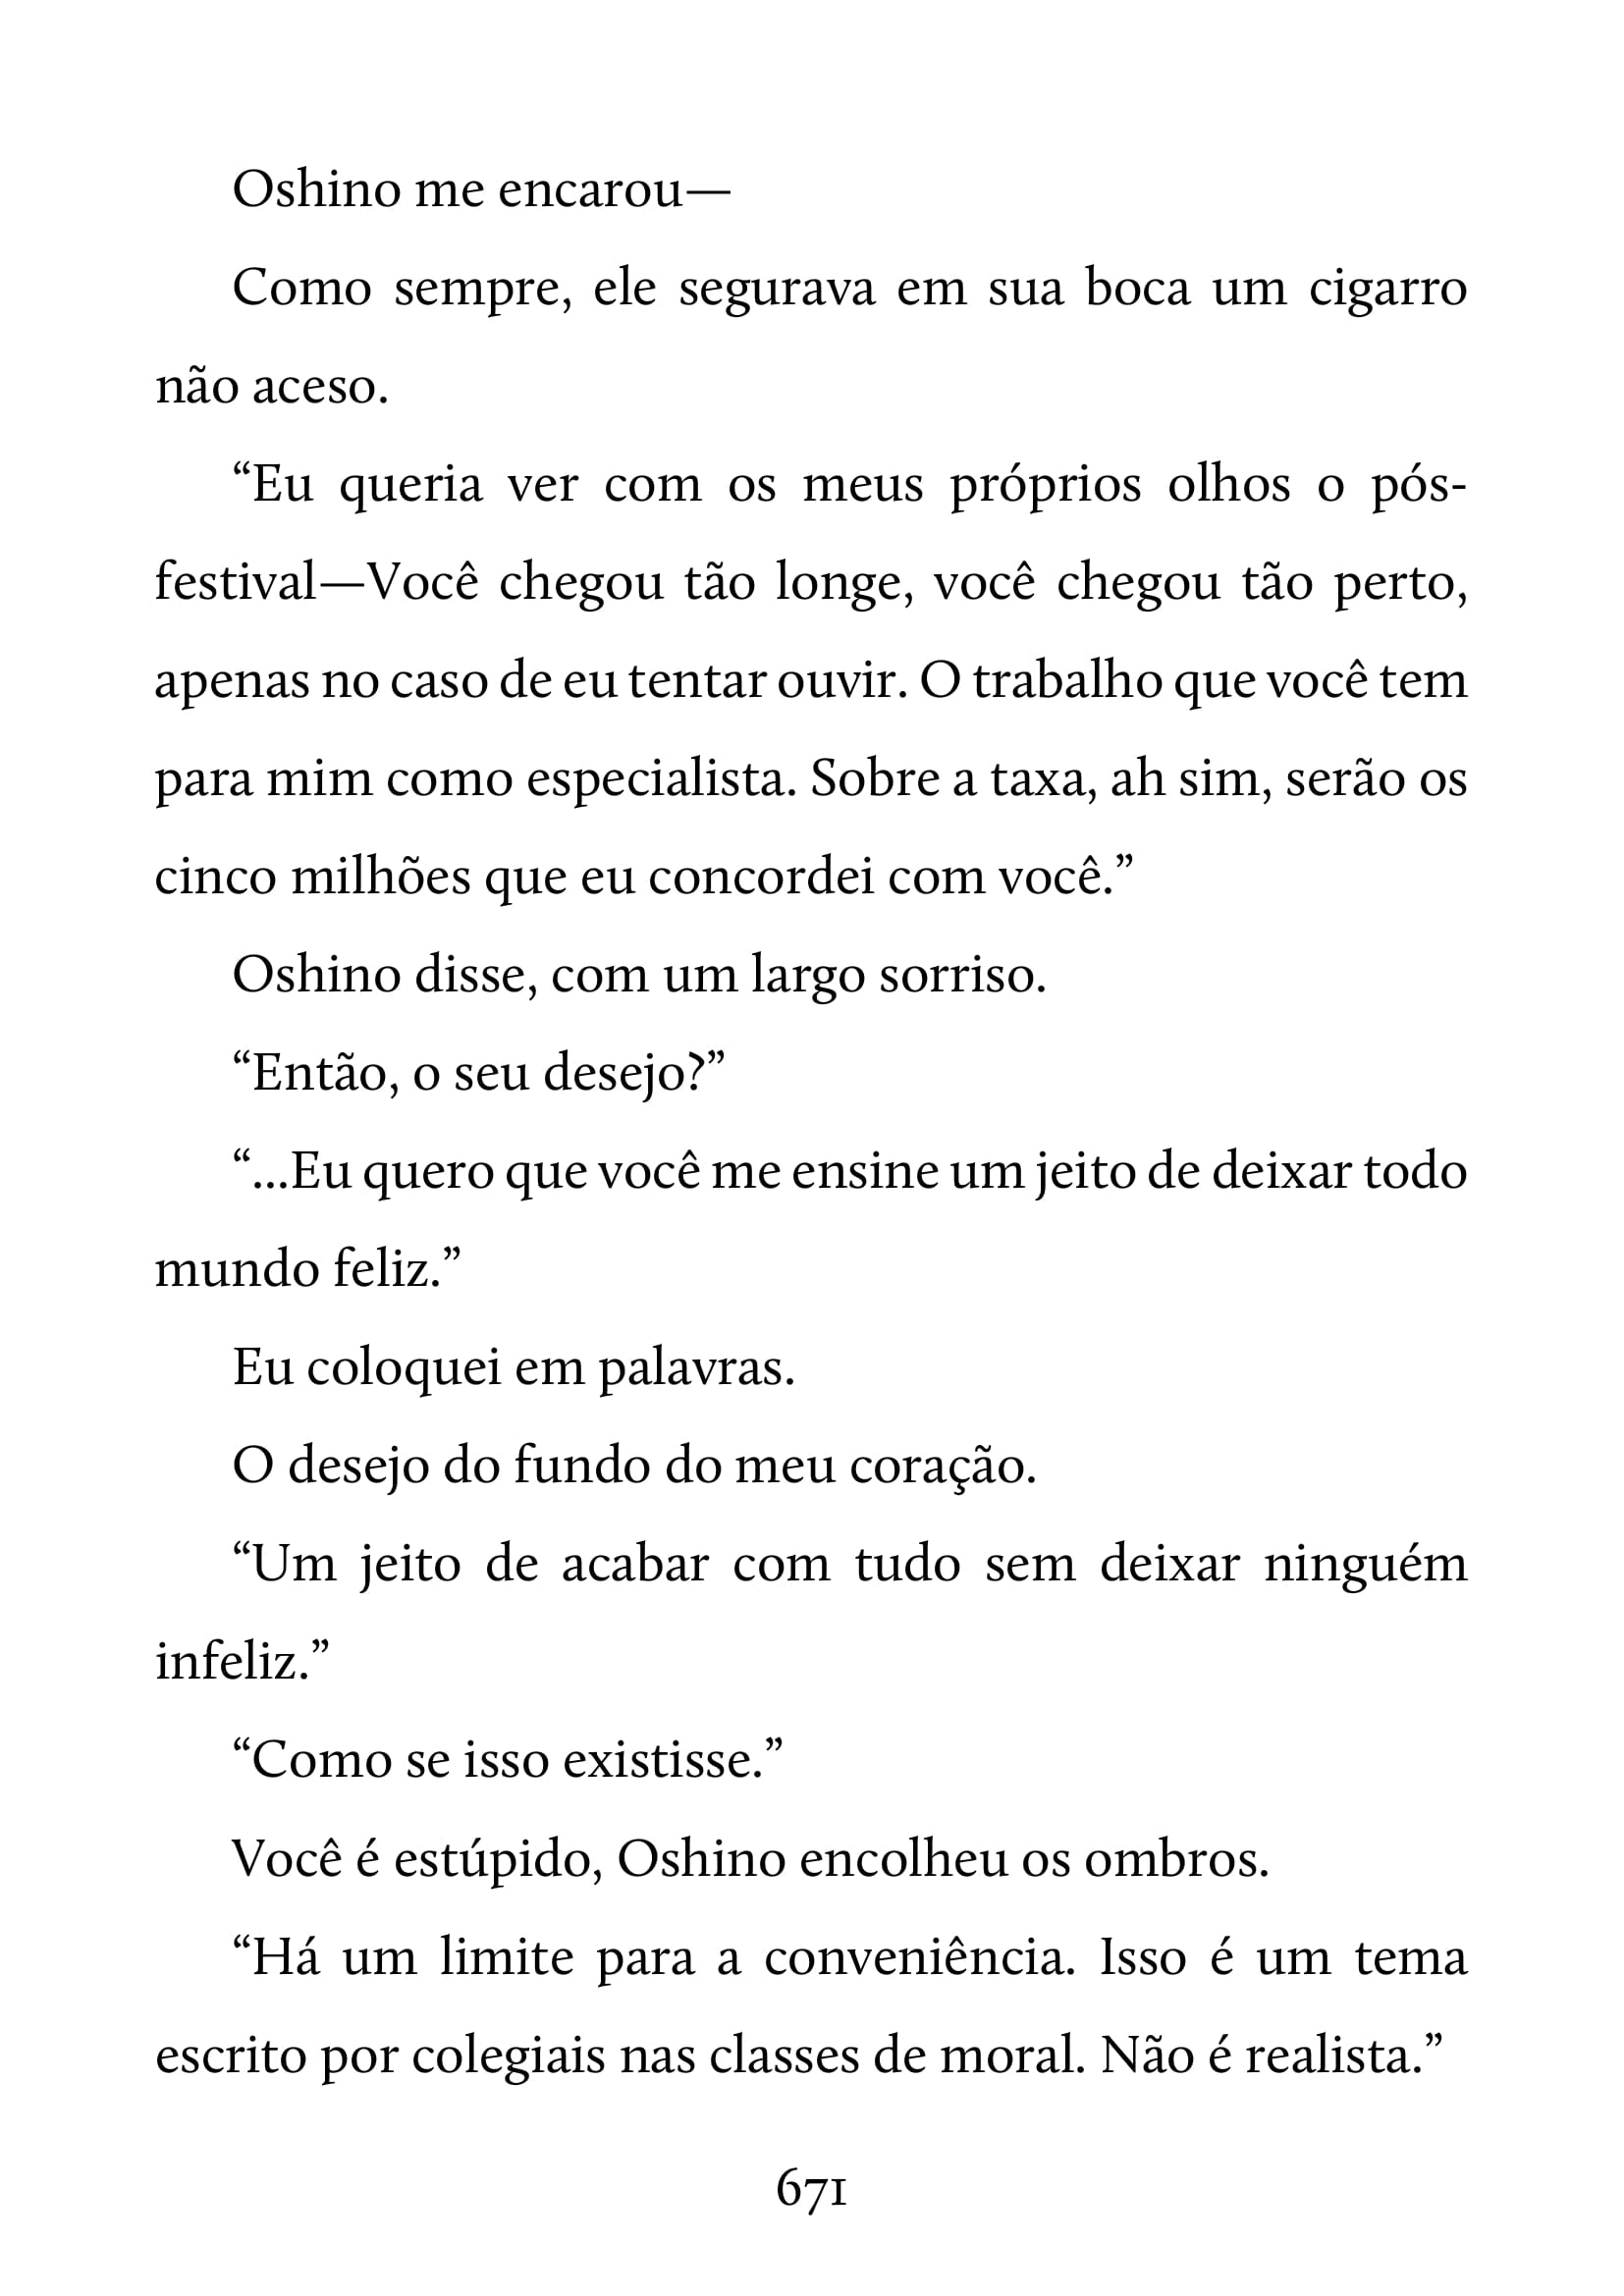 Oshino me encarou—
Como sempre, ele segurava em sua boca um cigarro
não aceso.
“Eu queria ver com os meus próprios olhos o pós-
festival—Você chegou tão longe, você chegou tão perto,
apenas no caso de eu tentar ouvir. O trabalho que você tem
para mim como especialista. Sobre a taxa, ah sim, serão os
cinco milhões que eu concordei com você.”
Oshino disse, com um largo sorriso.
“Então, o seu desejo?”
“...Eu quero que você me ensine um jeito de deixar todo
mundo feliz.”
Eu coloquei em palavras.
O desejo do fundo do meu coração.
“Um jeito de acabar com tudo sem deixar ninguém
infeliz.”
“Como se isso existisse.”
Você é estúpido, Oshino encolheu os ombros.
“Há um limite para a conveniência. Isso é um tema
escrito por colegiais nas classes de moral. Não é realista.”
671